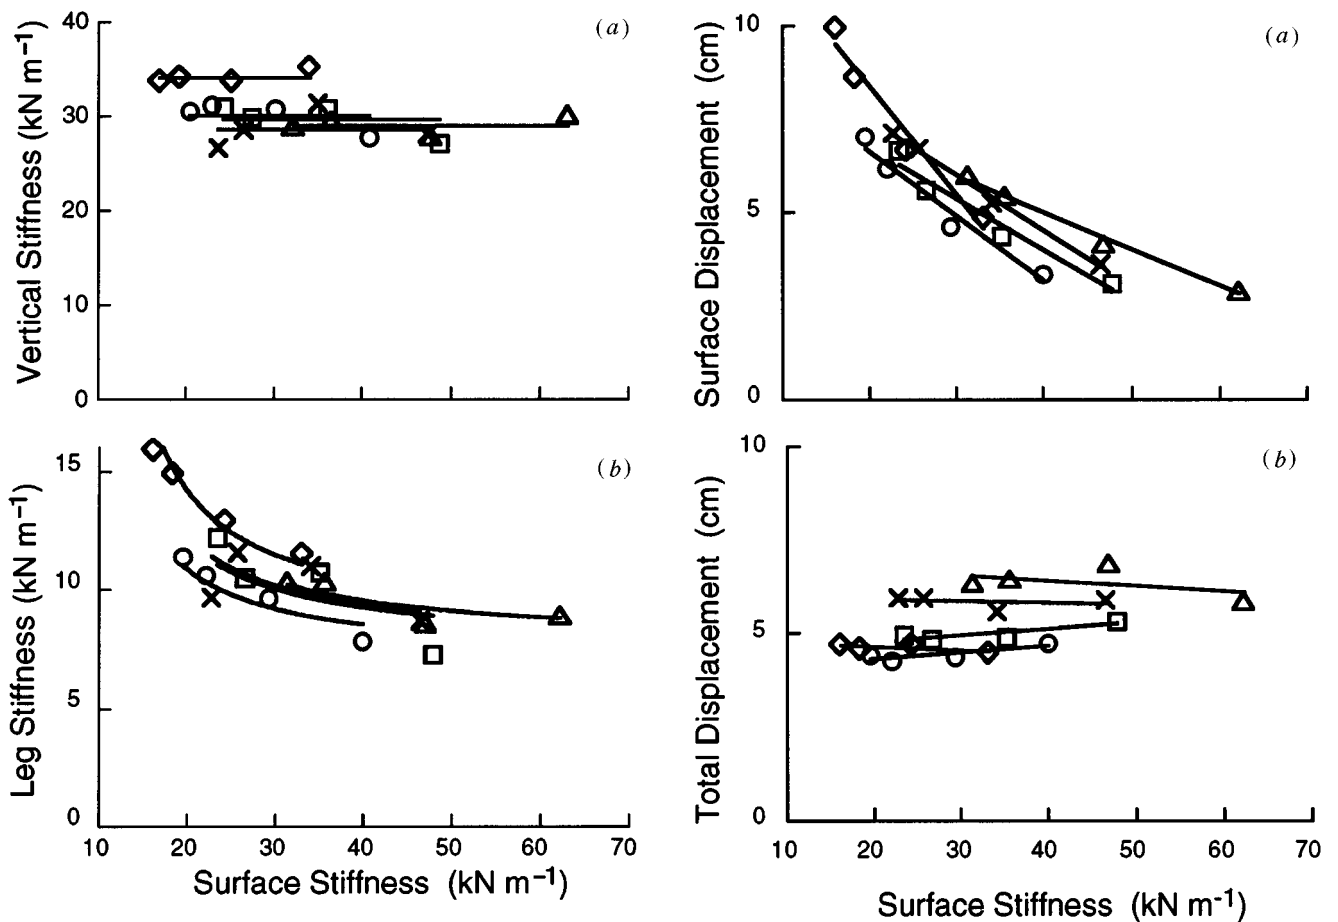 Vertical Stiffness (kN m⁻¹)
40
30
20
10
0
(a)
Surface Displacement (cm)
10
5
0
(a)
Leg Stiffness (kN m⁻¹)
15
10
5
0
(b)
10 20 30 40 50 60 70
Surface Stiffness (kN m⁻¹)
Total Displacement (cm)
10
5
0
(b)
10 20 30 40 50 60 70
Surface Stiffness (kN m⁻¹)